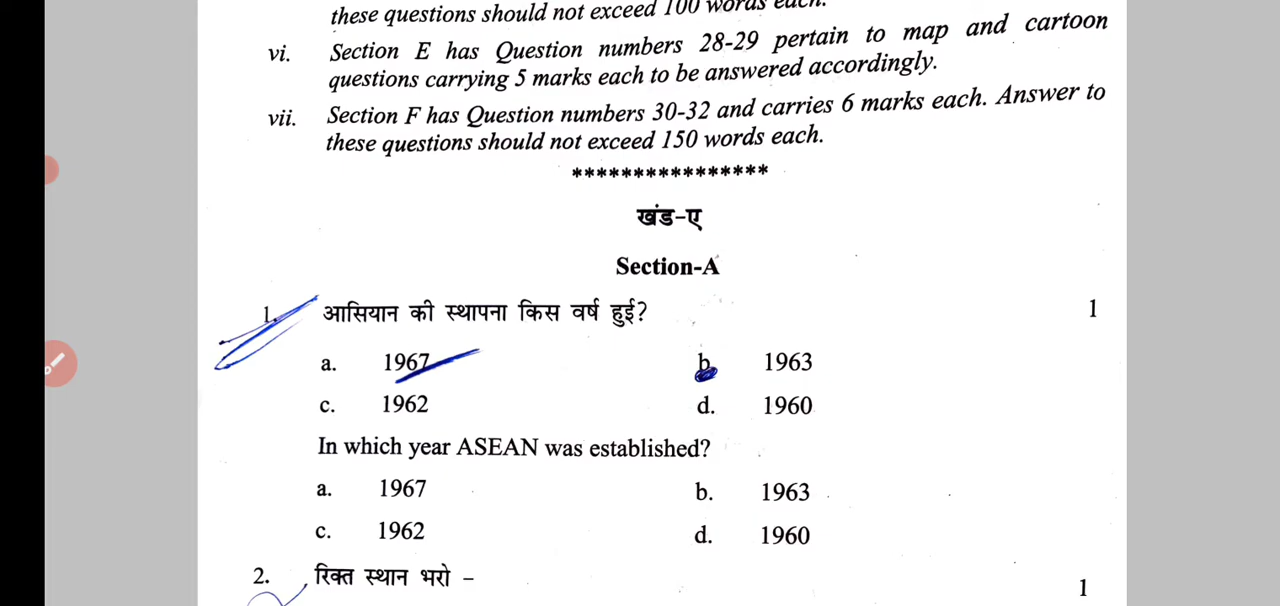 these questions should not exceed 100 words each.
vi. Section E has Question numbers 28-29 pertain to map and cartoon
questions carrying 5 marks each to be answered accordingly.
vii. Section F has Question numbers 30-32 and carries 6 marks each. Answer to
these questions should not exceed 150 words each.
****************
खंड-ए
Section-A
1. आसियान की स्थापना किस वर्ष हुई? 1
a. 1967 b. 1963
c. 1962 d. 1960
In which year ASEAN was established?
a. 1967 b. 1963
c. 1962 d. 1960
2. रिक्त स्थान भरो – 1